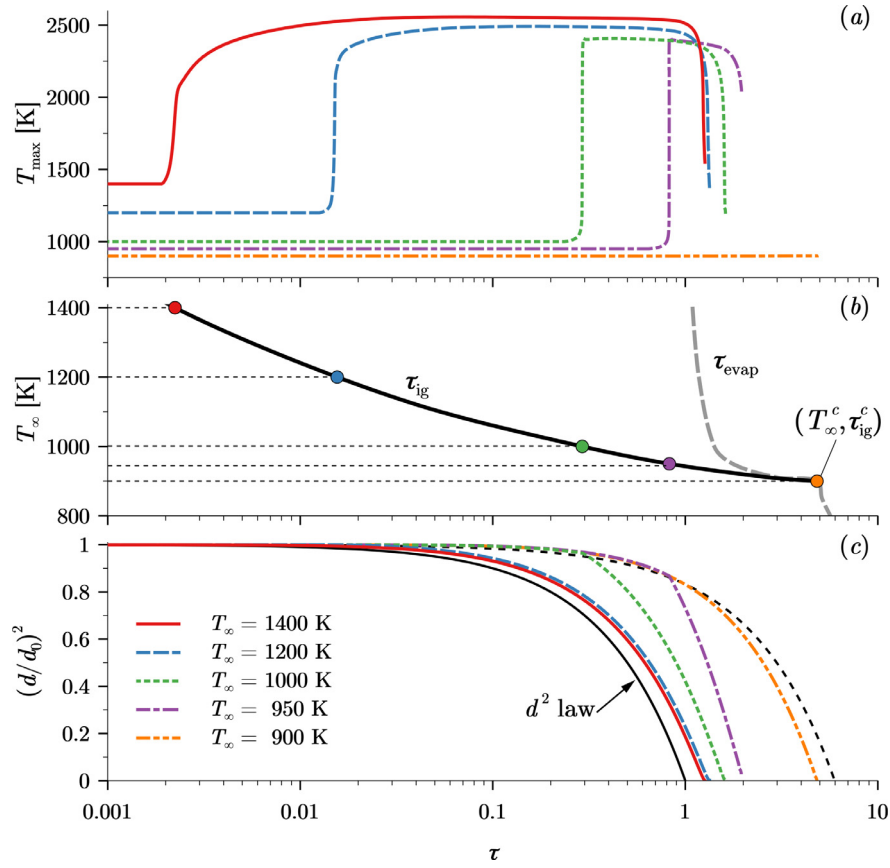 (a)
2500
2000
1500
1000
T_max [K]
(b)
1400
1200
1000
800
T_∞ [K]
τ_ig
τ_evap
(T_∞^c, τ_ig^c)
(c)
1
0.8
0.6
0.4
0.2
0
(d/d_0)^2
T_∞ = 1400 K
T_∞ = 1200 K
T_∞ = 1000 K
T_∞ = 950 K
T_∞ = 900 K
d^2 law
0.001 0.01 0.1 1 10
τ